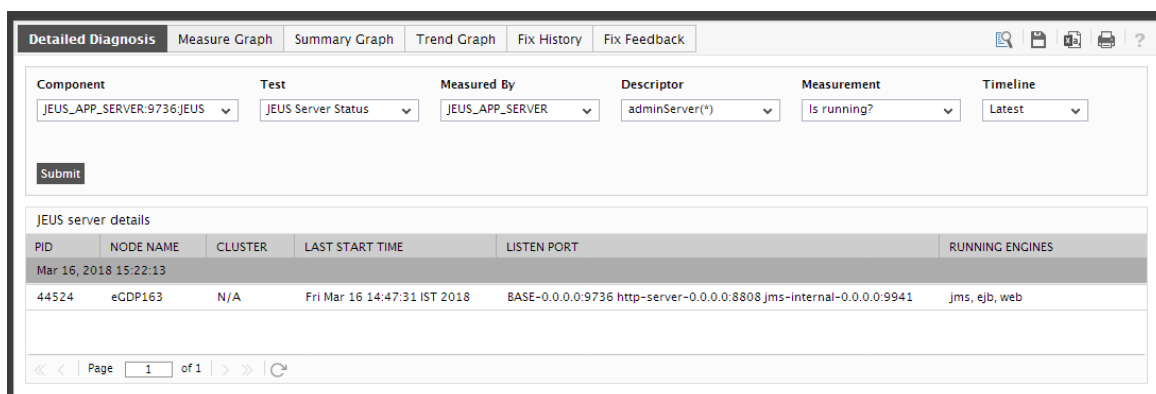 Detailed Diagnosis Measure Graph Summary Graph Trend Graph Fix History Fix Feedback ?
Component Test Measured By Descriptor Measurement Timeline
JEUS_APP_SERVER:9736:JEUS JEUS Server Status JEUS_APP_SERVER adminServer(*) Is running? Latest
Submit
JEUS server details
PID NODE NAME CLUSTER LAST START TIME LISTEN PORT RUNNING ENGINES
Mar 16, 2018 15:22:13
44524 eGDP163 N/A Fri Mar 16 14:47:31 IST 2018 BASE-0.0.0.0:9736 http-server-0.0.0.0:8808 jms-internal-0.0.0.0:9941 jms, ejb, web
Page 1 of 1